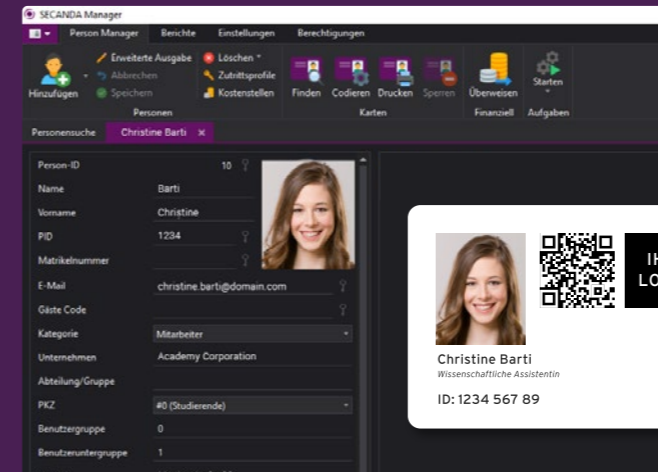 SECANDA Manager
Person Manager Berichte Einstellungen Berechtigungen
Hinzufügen
Erweiterte Ausgabe
Abbrechen
Speichern
Löschen
Zutrittsprofile
Kostenstellen
Finden Codieren Drucken Sperren
Überweisen
Starten
Personen Karten Finanziell Aufgaben
Personensuche Christine Barti ×
Person-ID 10
Name Barti
Vorname Christine
PID 1234
Matrikelnummer
E-Mail christine.barti@domain.com
Gäste Code
Kategorie Mitarbeiter
Unternehmen Academy Corporation
Abteilung/Gruppe
PKZ #0 (Studierende)
Benutzergruppe 0
Benutzeruntergruppe 1
IH
LO
Christine Barti
Wissenschaftliche Assistentin
ID: 1234 567 89